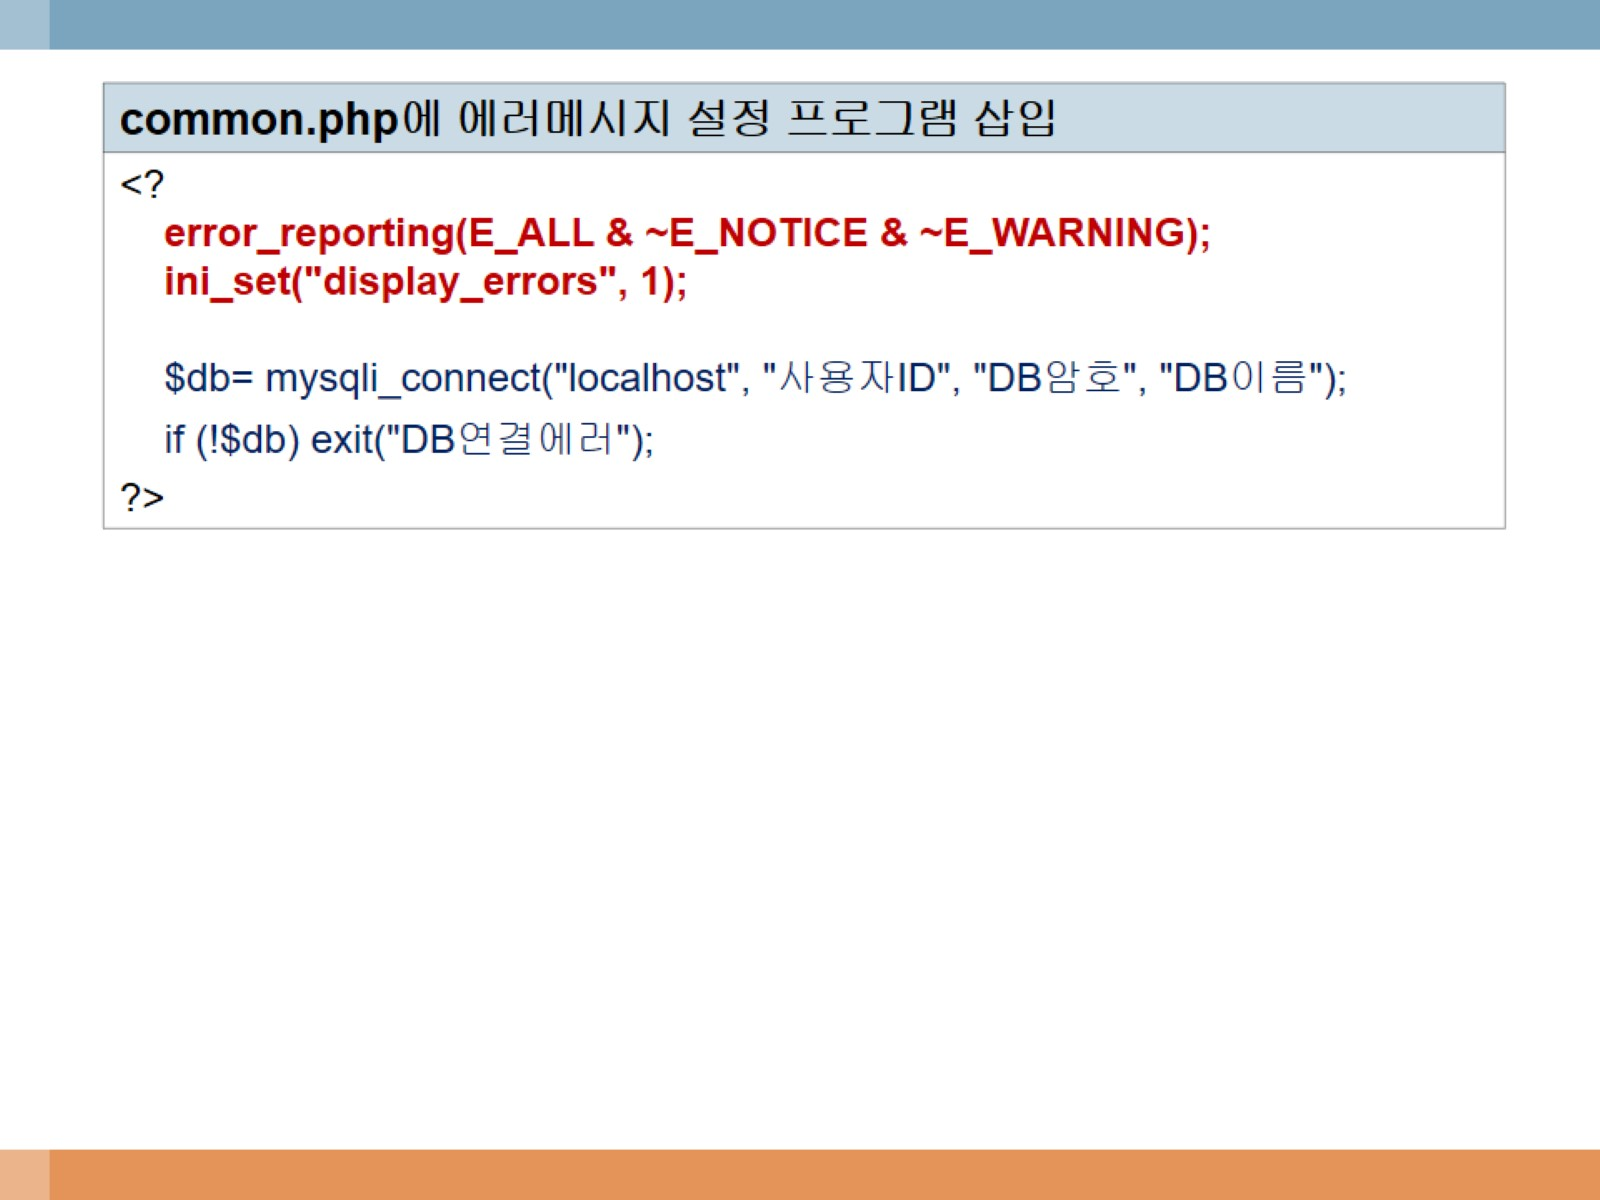 common.php에 에러메시지 설정 프로그램 삽입
<?
error_reporting(E_ALL & ~E_NOTICE & ~E_WARNING);
ini_set("display_errors", 1);
$db= mysqli_connect("localhost", "사용자ID", "DB암호", "DB이름");
if (!$db) exit("DB연결에러");
?>